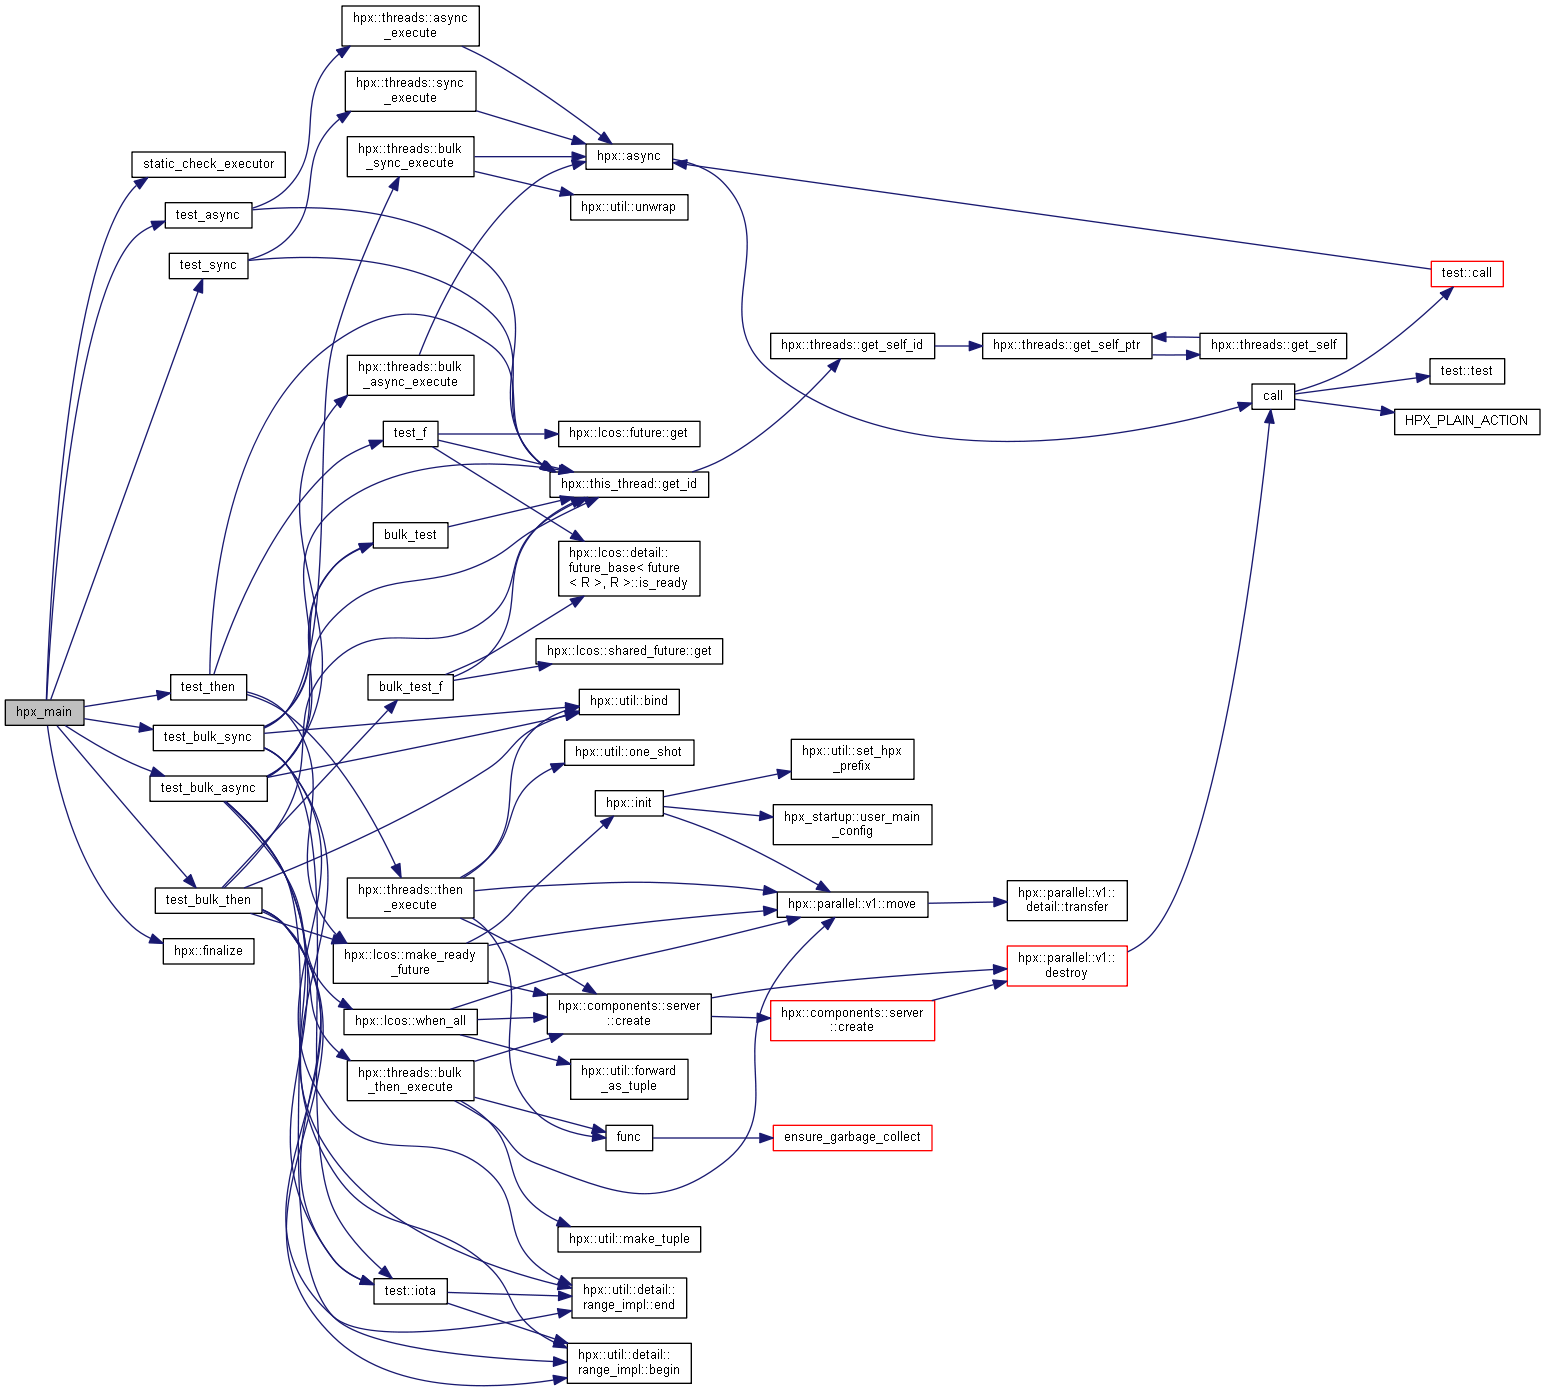 hpx::threads::async
_execute
hpx::threads::sync
_execute
hpx::threads::bulk
_sync_execute
hpx::async
static_check_executor
test_async
hpx::util::unwrap
test_sync
test::call
hpx::threads::get_self_id
hpx::threads::get_self_ptr
hpx::threads::get_self
hpx::threads::bulk
_async_execute
test::test
call
HPX_PLAIN_ACTION
test_f
hpx::lcos::future::get
hpx::this_thread::get_id
bulk_test
hpx::lcos::detail::
future_base< future
< R >, R >::is_ready
hpx::lcos::shared_future::get
test_then
bulk_test_f
hpx::util::bind
hpx_main
test_bulk_sync
hpx::util::one_shot
hpx::util::set_hpx
_prefix
test_bulk_async
hpx::init
hpx_startup::user_main
_config
hpx::threads::then
_execute
test_bulk_then
hpx::parallel::v1::move
hpx::parallel::v1::
detail::transfer
hpx::finalize
hpx::lcos::make_ready
_future
hpx::parallel::v1::
destroy
hpx::lcos::when_all
hpx::components::server
::create
hpx::components::server
::create
hpx::threads::bulk
_then_execute
hpx::util::forward
_as_tuple
func
ensure_garbage_collect
hpx::util::make_tuple
test::iota
hpx::util::detail::
range_impl::end
hpx::util::detail::
range_impl::begin